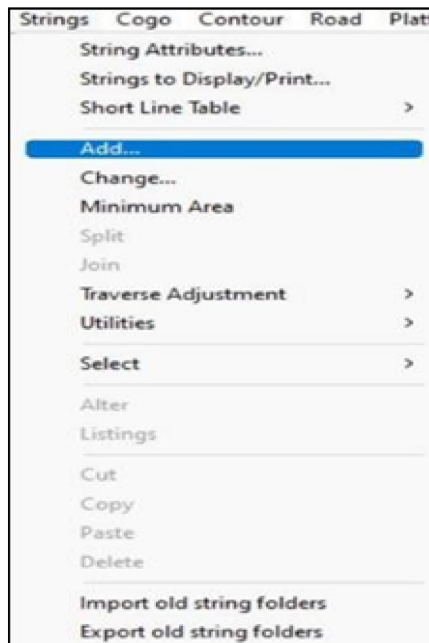 Strings Cogo Contour Road Plat
String Attributes...
Strings to Display/Print...
Short Line Table >
Add...
Change...
Minimum Area
Split
Join
Traverse Adjustment >
Utilities >
Select >
Alter
Listings
Cut
Copy
Paste
Delete
Import old string folders
Export old string folders